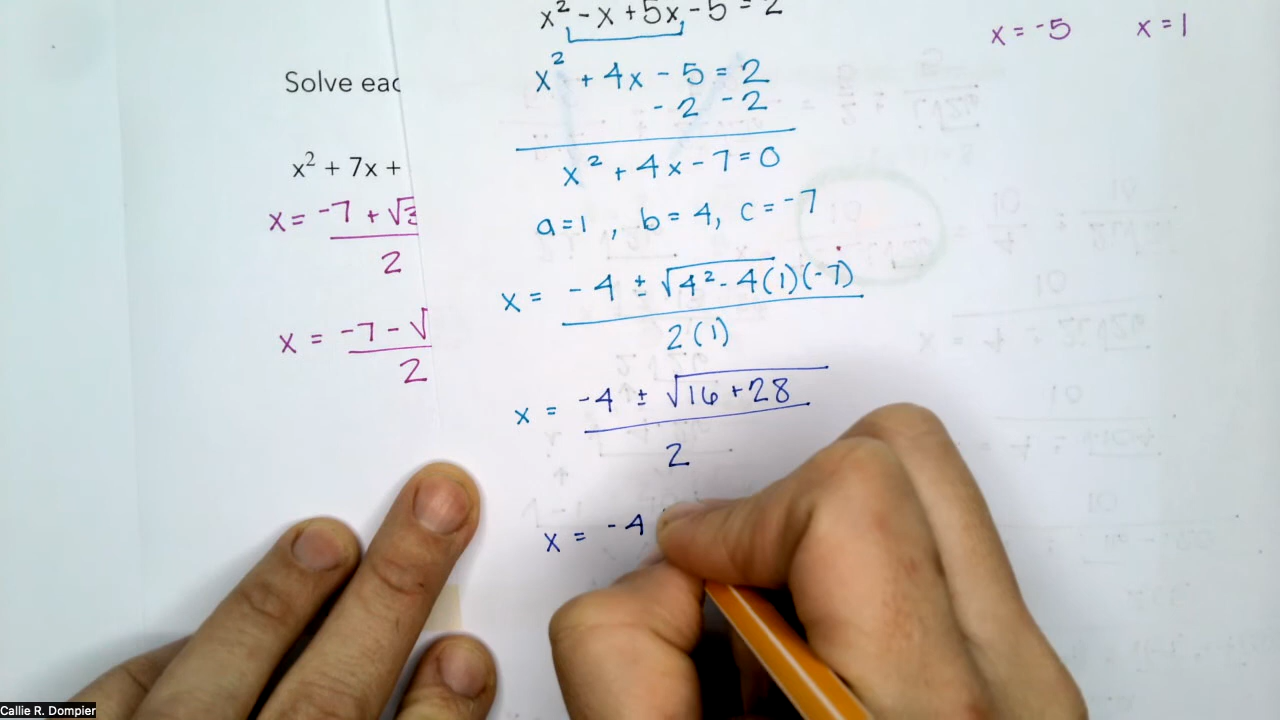 x² - x + 5x - 5 = 2
x = -5 x = 1
Solve eac
x² + 4x - 5 = 2
- 2 - 2
x² + 7x +
x² + 4x - 7 = 0
x = -7 + √3
2
a = 1 , b = 4, c = -7
x = -4 ± √4² - 4(1)(-7)
2(1)
x = -7 - √
2
x = -4 ± √16 + 28
2
x = -4
Callie R. Dompier